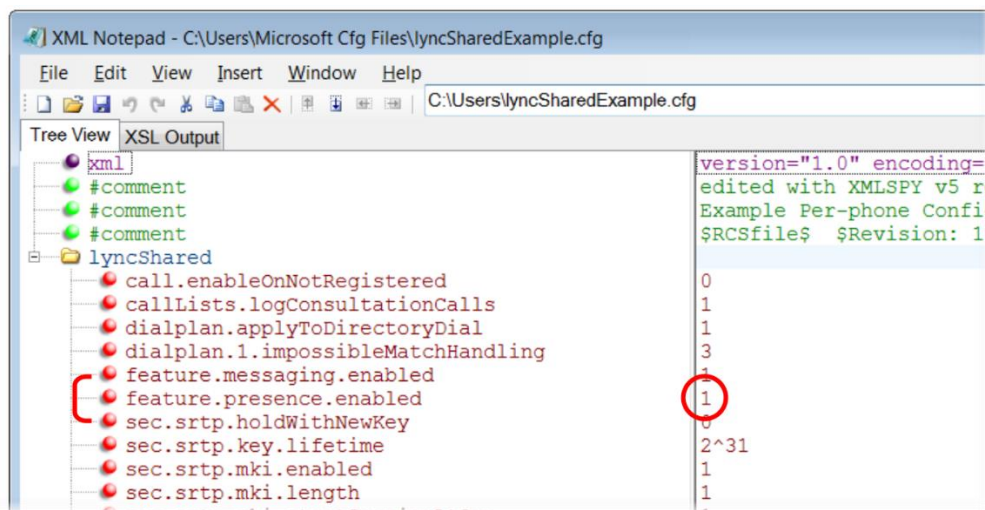 XML Notepad - C:\Users\Microsoft Cfg Files\lyncSharedExample.cfg
File Edit View Insert Window Help
C:\Users\lyncSharedExample.cfg
Tree View XSL Output
xml version="1.0" encoding=
#comment edited with XMLSPY v5 r
#comment Example Per-phone Confi
#comment $RCSfile$ $Revision: 1
lyncShared
call.enableOnNotRegistered 0
callLists.logConsultationCalls 1
dialplan.applyToDirectoryDial 1
dialplan.1.impossibleMatchHandling 3
feature.messaging.enabled 1
feature.presence.enabled 1
sec.srtp.holdWithNewKey 0
sec.srtp.key.lifetime 2^31
sec.srtp.mki.enabled 1
sec.srtp.mki.length 1